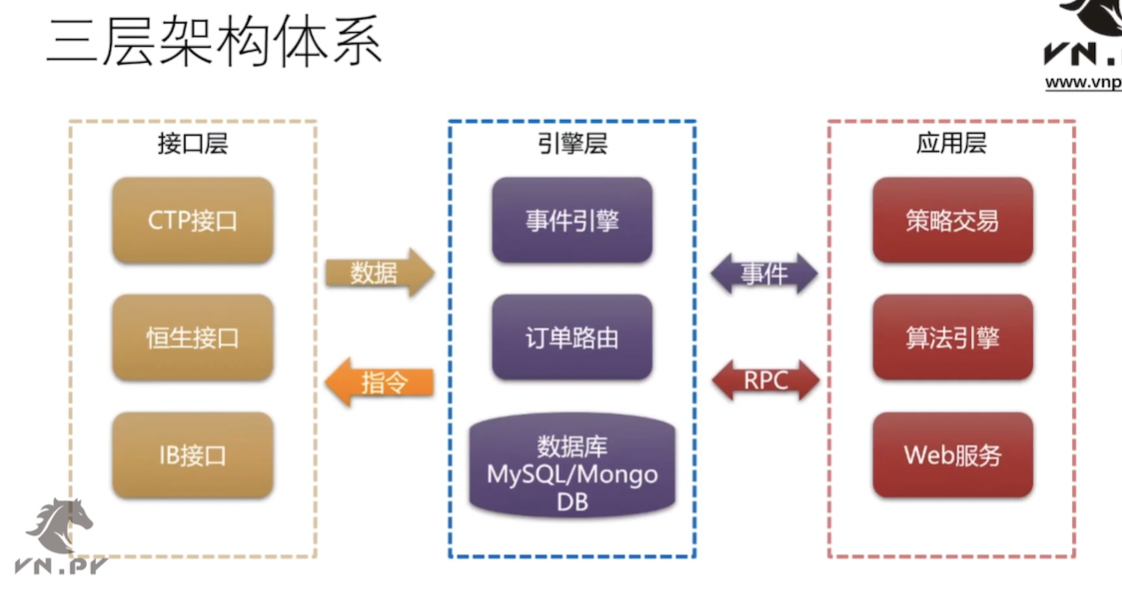 三层架构体系
VN.
www.vnp
接口层
CTP接口
恒生接口
IB接口
数据
指令
引擎层
事件引擎
订单路由
数据库
MySQL/Mongo
DB
事件
RPC
应用层
策略交易
算法引擎
Web服务
VN.PY